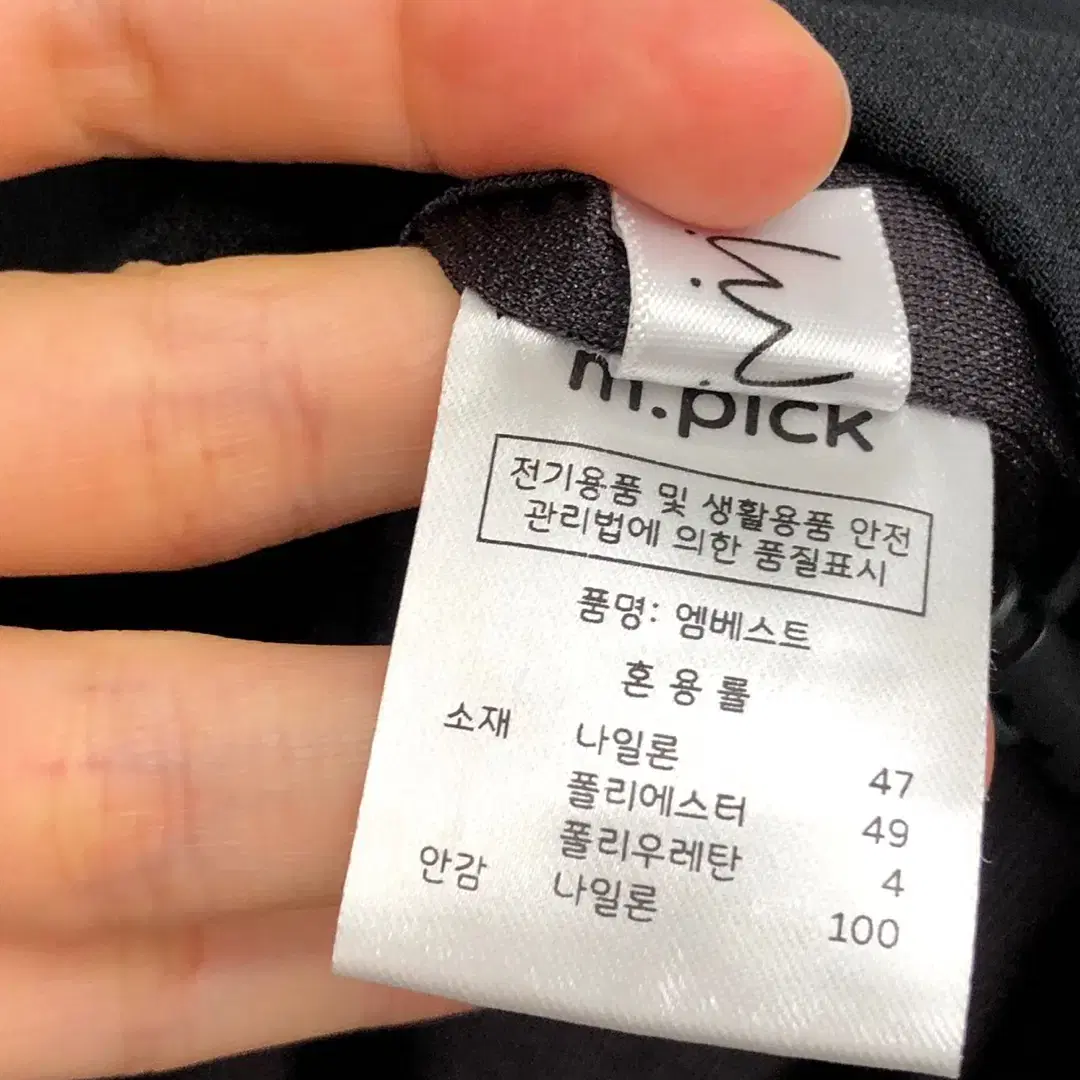 m.pick
전기용품 및 생활용품 안전
관리법에 의한 품질표시
품명: 엠베스트
혼용률
소재 나일론 47
폴리에스터 49
폴리우레탄 4
안감 나일론 100